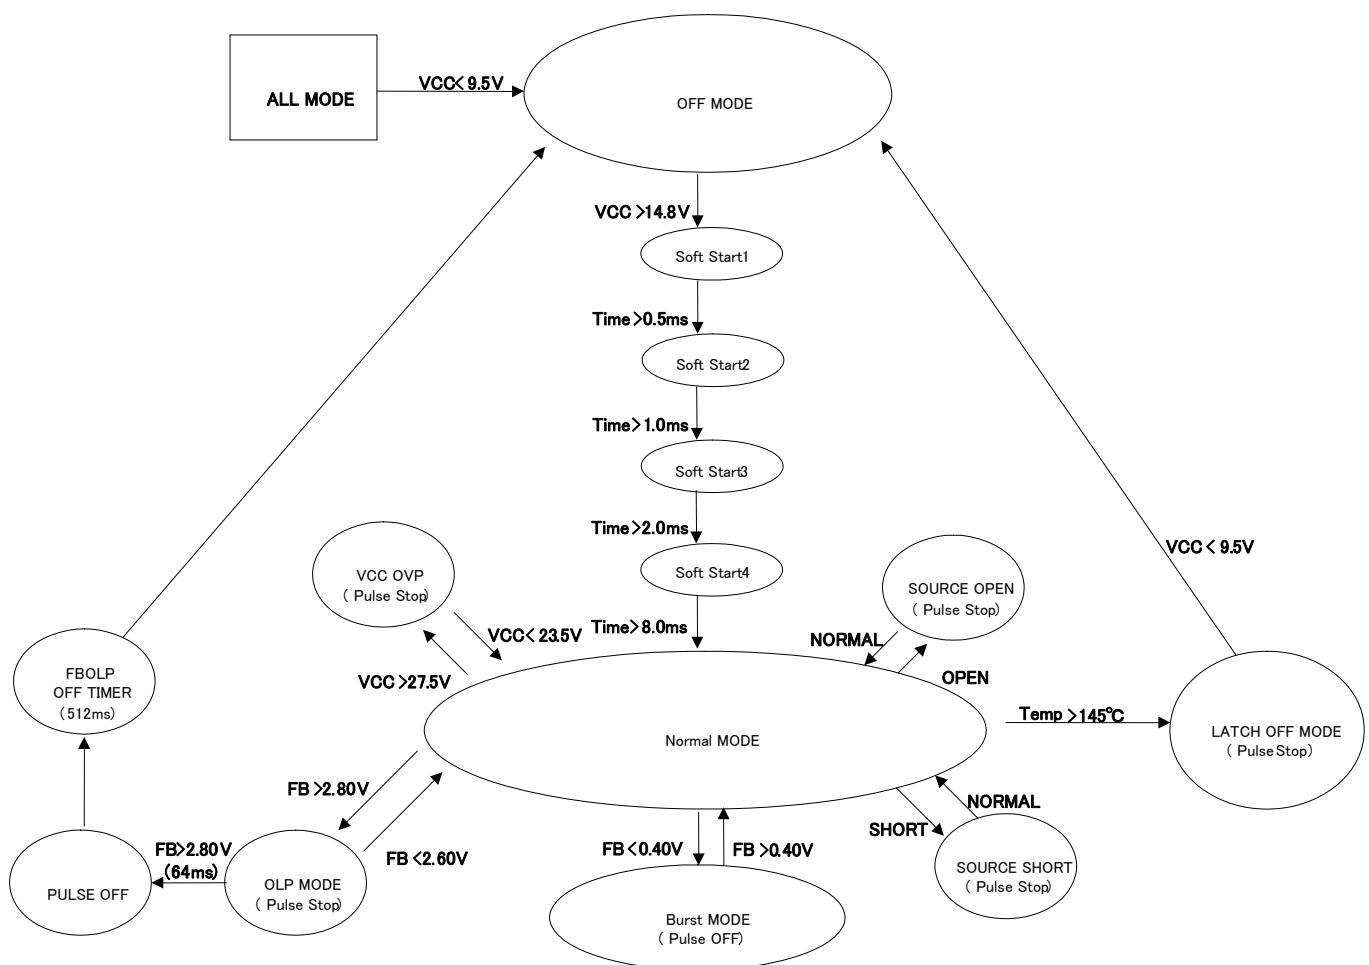 VCC< 9.5V
ALL MODE
OFF MODE
VCC >14.8V
Soft Start1
Time >0.5ms
Soft Start2
Time >1.0ms
Soft Start3
Time >2.0ms
Soft Start4
Time >8.0ms
VCC < 9.5V
VCC OVP
( Pulse Stop)
VCC < 23.5V
VCC >27.5V
SOURCE OPEN
( Pulse Stop)
NORMAL
OPEN
FBOLP
OFF TIMER
(512ms)
Normal MODE
Temp >145℃
LATCH OFF MODE
( Pulse Stop)
FB >2.80V
FB <2.60V
FB>2.80V
(64ms)
PULSE OFF
OLP MODE
( Pulse Stop)
FB <0.40V
FB >0.40V
Burst MODE
( Pulse OFF)
SHORT
NORMAL
SOURCE SHORT
( Pulse Stop)